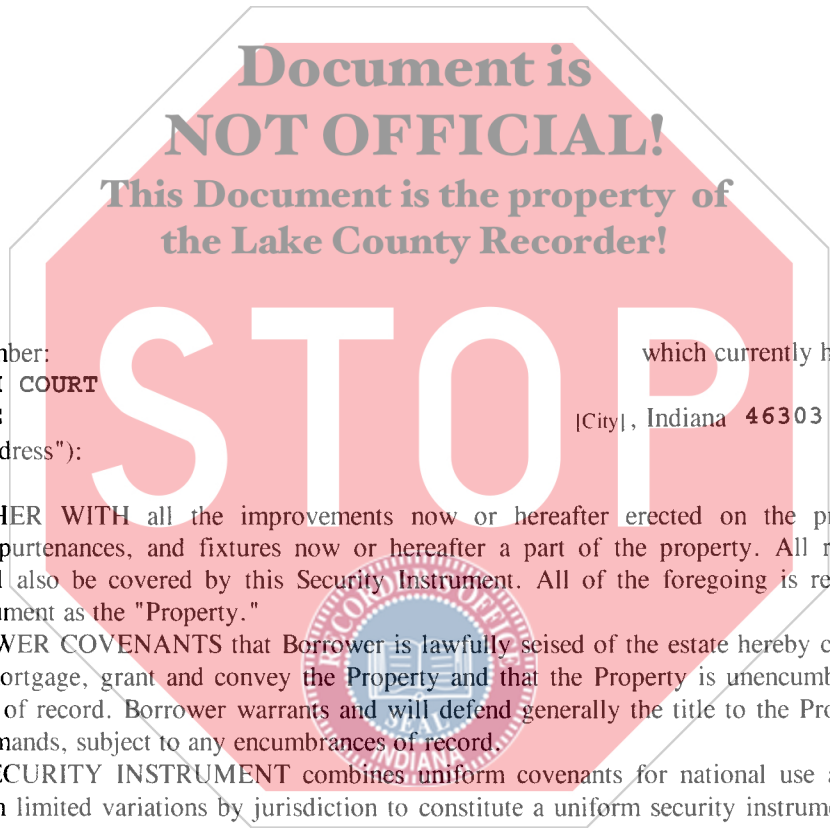 Document is
NOT OFFICIAL!
This Document is the property of
the Lake County Recorder!
STOP
mber: which currently h
COURT
[City], Indiana 46303
dress"):
HER WITH all the improvements now or hereafter erected on the pr
purtenances, and fixtures now or hereafter a part of the property. All r
l also be covered by this Security Instrument. All of the foregoing is re
ument as the "Property."
WER COVENANTS that Borrower is lawfully seised of the estate hereby c
ortgage, grant and convey the Property and that the Property is unencumb
of record. Borrower warrants and will defend generally the title to the Pro
mands, subject to any encumbrances of record.
ECURITY INSTRUMENT combines uniform covenants for national use a
limited variations by jurisdiction to constitute a uniform security instrume
RECORDER'S OFFICE
SEAL
INDIANA